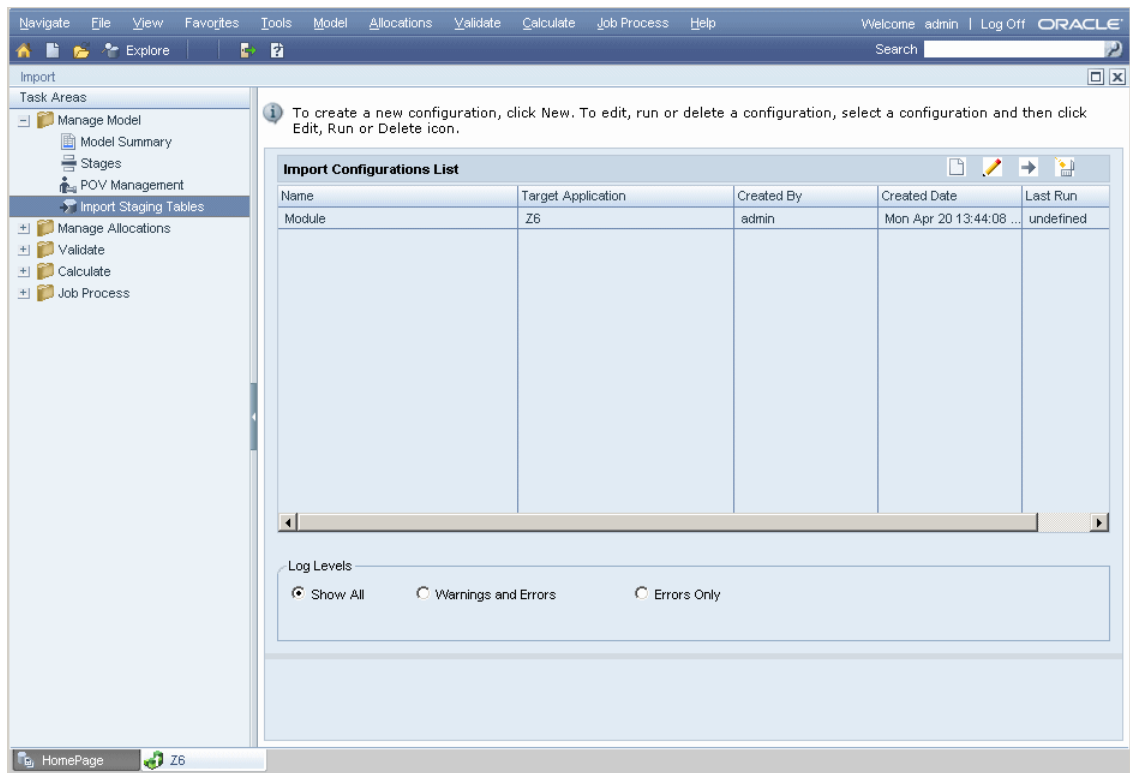 Navigate File View Favorites Tools Model Allocations Validate Calculate Job Process Help Welcome admin | Log Off ORACLE
Explore Search
Import
Task Areas
Manage Model
Model Summary
Stages
POV Management
Import Staging Tables
Manage Allocations
Validate
Calculate
Job Process
To create a new configuration, click New. To edit, run or delete a configuration, select a configuration and then click
Edit, Run or Delete icon.
Import Configurations List
Name Target Application Created By Created Date Last Run
Module Z6 admin Mon Apr 20 13:44:08 ... undefined
Log Levels
Show All Warnings and Errors Errors Only
HomePage Z6